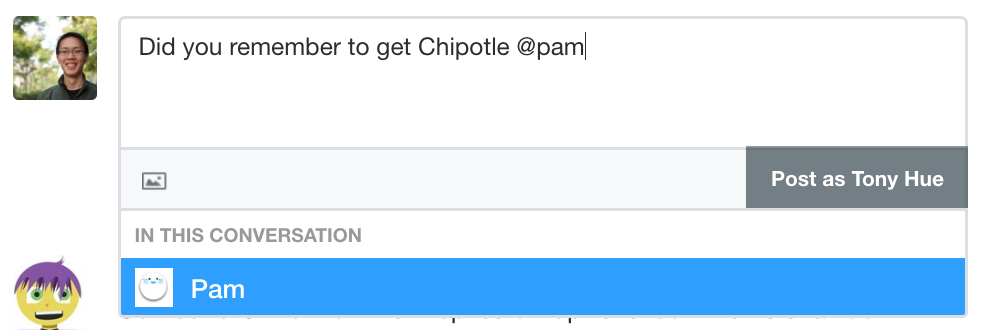 Did you remember to get Chipotle @pam
Post as Tony Hue
IN THIS CONVERSATION
Pam